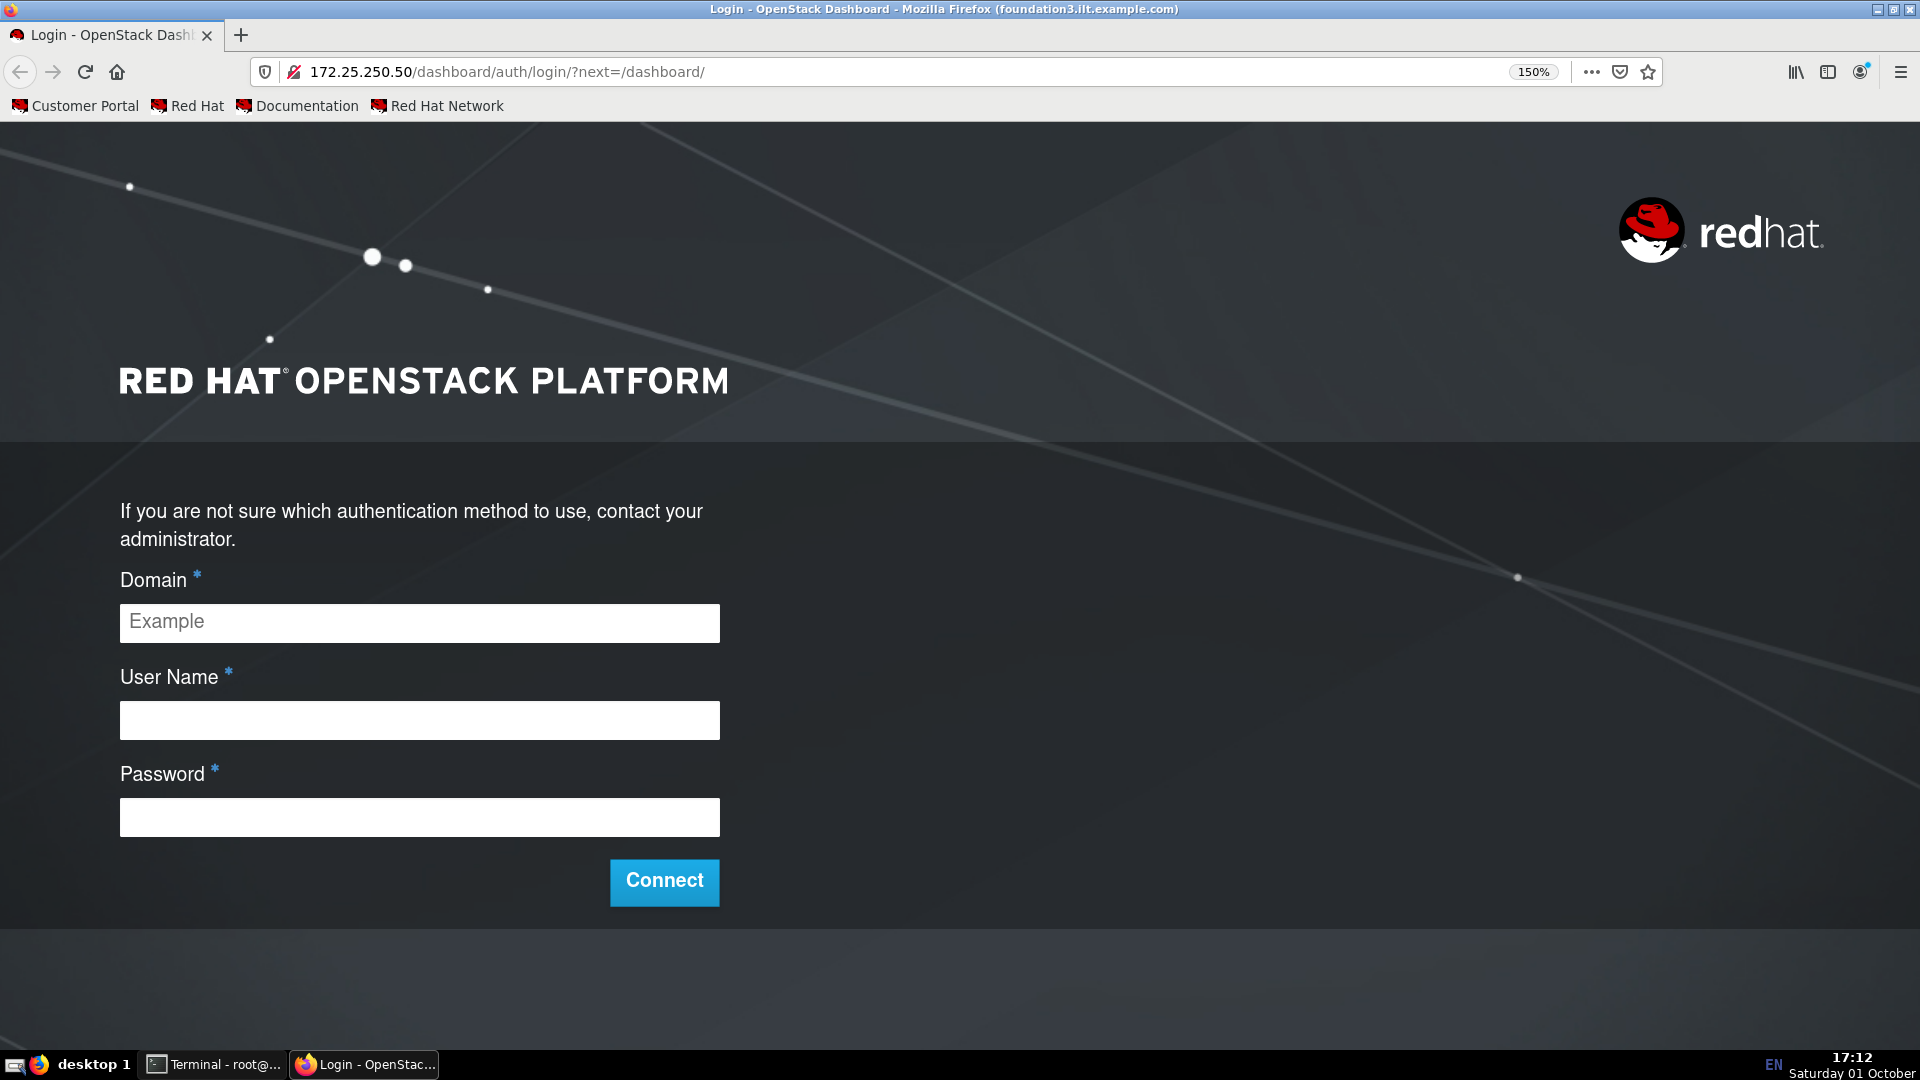 Login - OpenStack Dashboard - Mozilla Firefox (foundation3.ilt.example.com)
Login - OpenStack Dash
172.25.250.50/dashboard/auth/login/?next=/dashboard/
150%
Customer Portal
Red Hat
Documentation
Red Hat Network
redhat.
RED HAT® OPENSTACK PLATFORM
If you are not sure which authentication method to use, contact your
administrator.
Domain *
Example
User Name *
Password *
Connect
desktop 1
Terminal - root@...
Login - OpenStac...
EN
17:12
Saturday 01 October